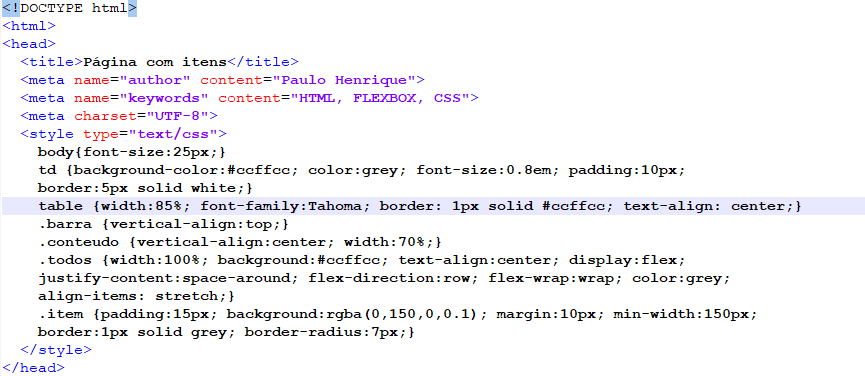 <!DOCTYPE html>
<html>
<head>
<title>Página com itens</title>
<meta name="author" content="Paulo Henrique">
<meta name="keywords" content="HTML, FLEXBOX, CSS">
<meta charset="UTF-8">
<style type="text/css">
body{font-size:25px;}
td {background-color:#ccffcc; color:grey; font-size:0.8em; padding:10px;
border:5px solid white;}
table {width:85%; font-family:Tahoma; border: 1px solid #ccffcc; text-align: center;}
.barra {vertical-align:top;}
.conteudo {vertical-align:center; width:70%;}
.todos {width:100%; background:#ccffcc; text-align:center; display:flex;
justify-content:space-around; flex-direction:row; flex-wrap:wrap; color:grey;
align-items: stretch;}
.item {padding:15px; background:rgba(0,150,0,0.1); margin:10px; min-width:150px;
border:1px solid grey; border-radius:7px;}
</style>
</head>